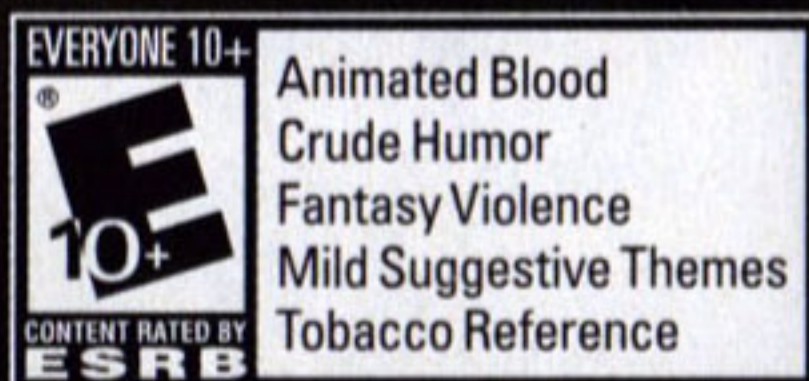 EVERYONE 10+
®
E
10+
CONTENT RATED BY
ESRB
Animated Blood
Crude Humor
Fantasy Violence
Mild Suggestive Themes
Tobacco Reference